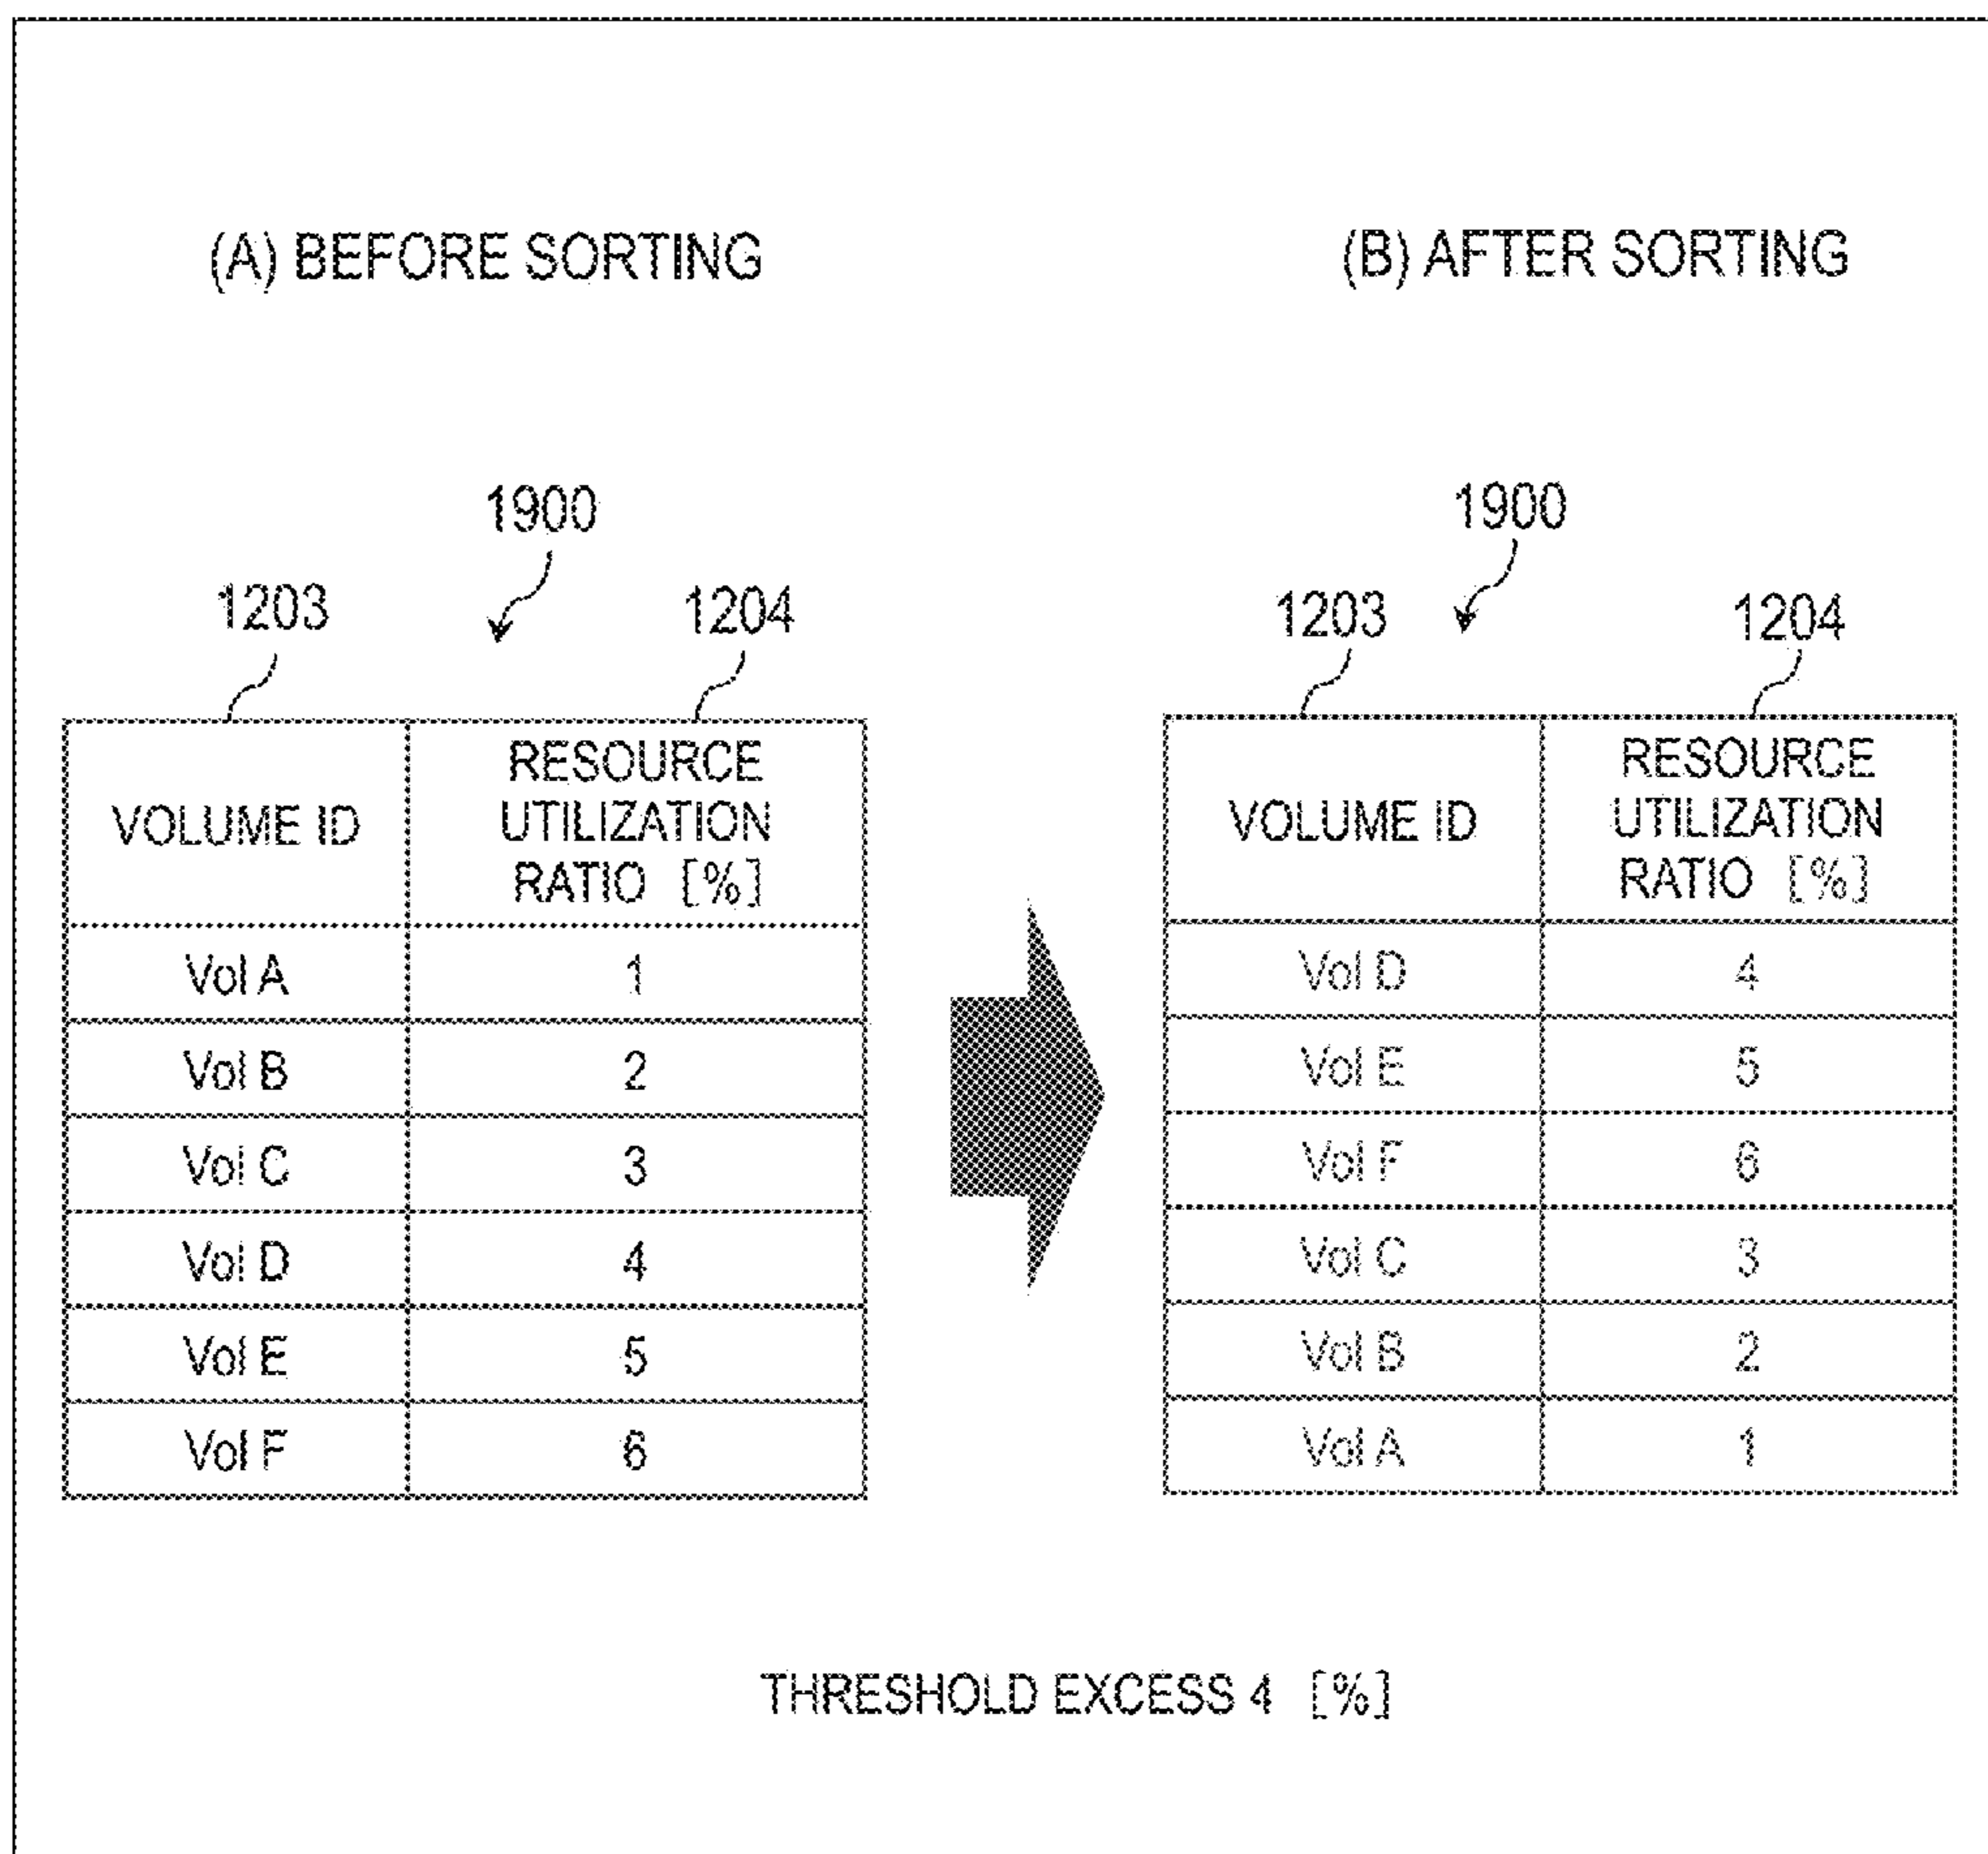 (A) BEFORE SORTING
(B) AFTER SORTING
1900
1203
1204
VOLUME ID
RESOURCE
UTILIZATION
RATIO [%]
Vol A 1
Vol B 2
Vol C 3
Vol D 4
Vol E 5
Vol F 6
1900
1203
1204
VOLUME ID
RESOURCE
UTILIZATION
RATIO [%]
Vol D 4
Vol E 5
Vol F 6
Vol C 3
Vol B 2
Vol A 1
THRESHOLD EXCESS 4 [%]